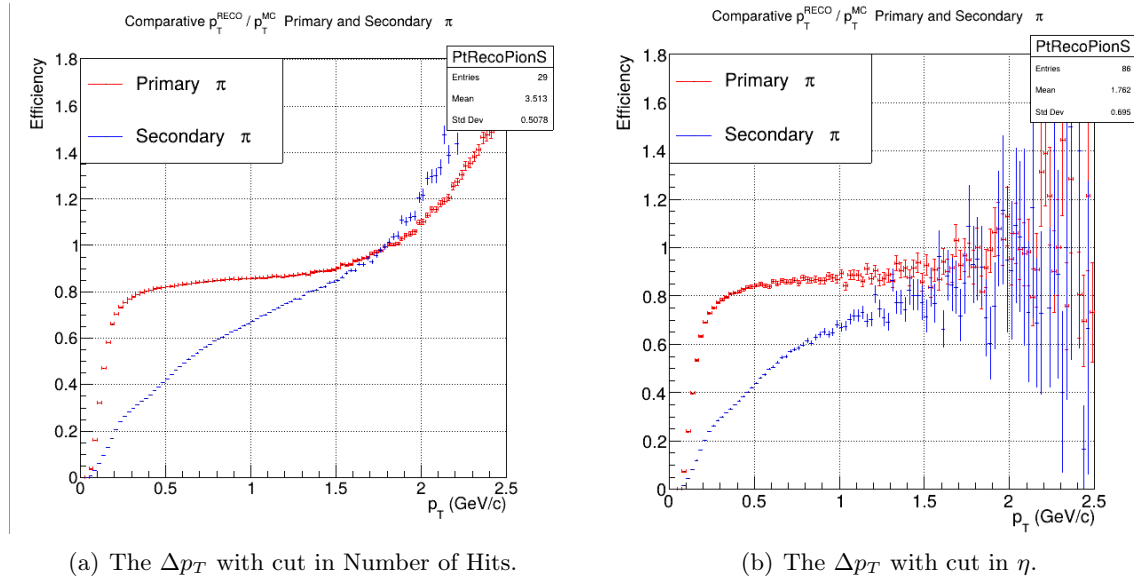 Comparative p_T^RECO / p_T^MC Primary and Secondary π
Efficiency
1.8
1.6
1.4
1.2
1
0.8
0.6
0.4
0.2
0
Primary π
Secondary π
PtRecoPionS
Entries 29
Mean 3.513
Std Dev 0.5078
0 0.5 1 1.5 2 2.5
p_T (GeV/c)
(a) The Δp_T with cut in Number of Hits.
Comparative p_T^RECO / p_T^MC Primary and Secondary π
Efficiency
1.8
1.6
1.4
1.2
1
0.8
0.6
0.4
0.2
0
Primary π
Secondary π
PtRecoPionS
Entries 86
Mean 1.762
Std Dev 0.695
0 0.5 1 1.5 2 2.5
p_T (GeV/c)
(b) The Δp_T with cut in η.